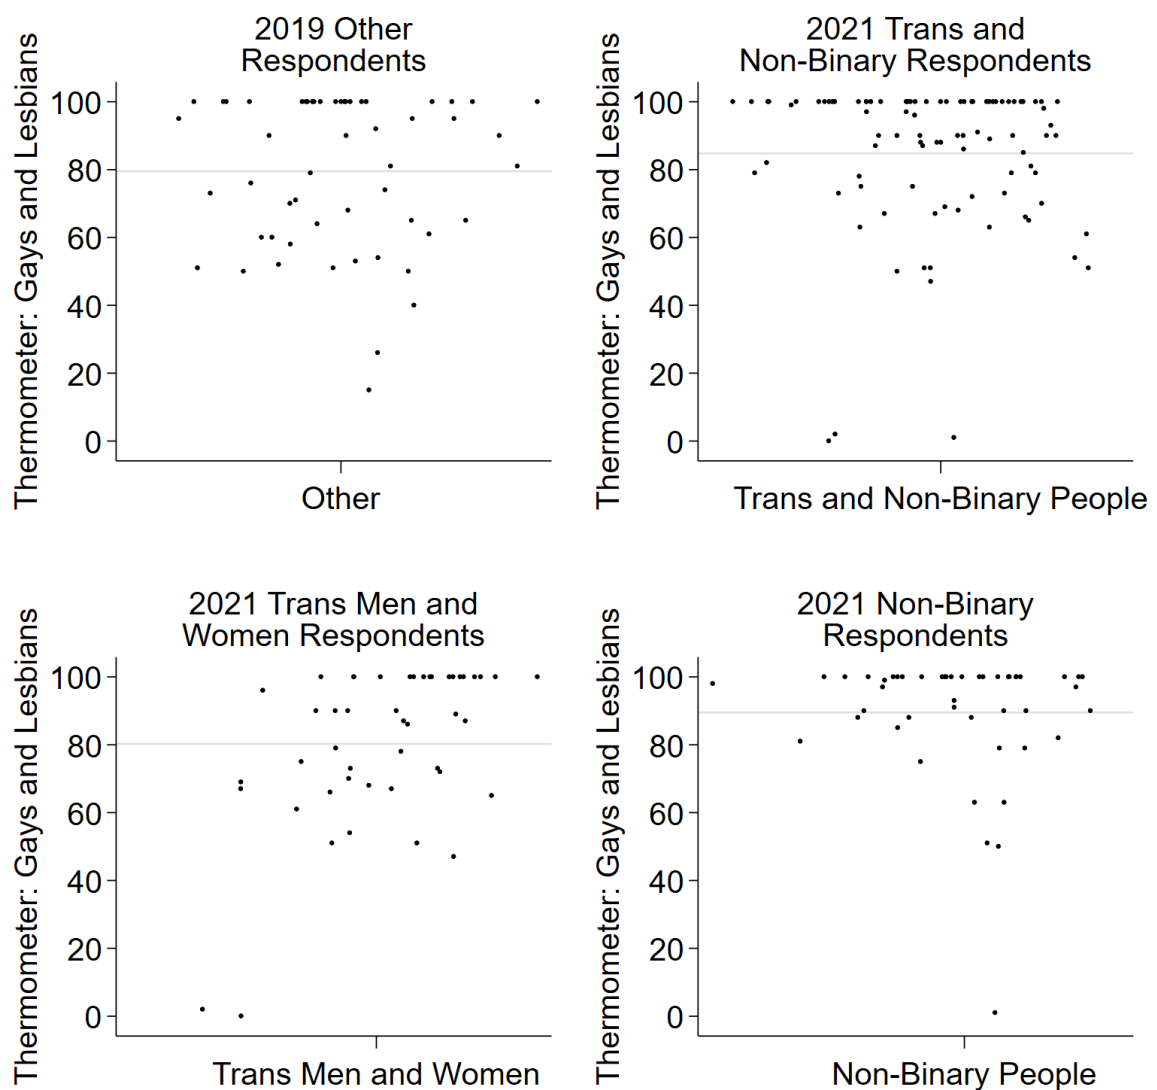 2019 Other
Respondents
Thermometer: Gays and Lesbians
100
80
60
40
20
0
Other
2021 Trans and
Non-Binary Respondents
Thermometer: Gays and Lesbians
100
80
60
40
20
0
Trans and Non-Binary People
2021 Trans Men and
Women Respondents
Thermometer: Gays and Lesbians
100
80
60
40
20
0
Trans Men and Women
2021 Non-Binary
Respondents
Thermometer: Gays and Lesbians
100
80
60
40
20
0
Non-Binary People